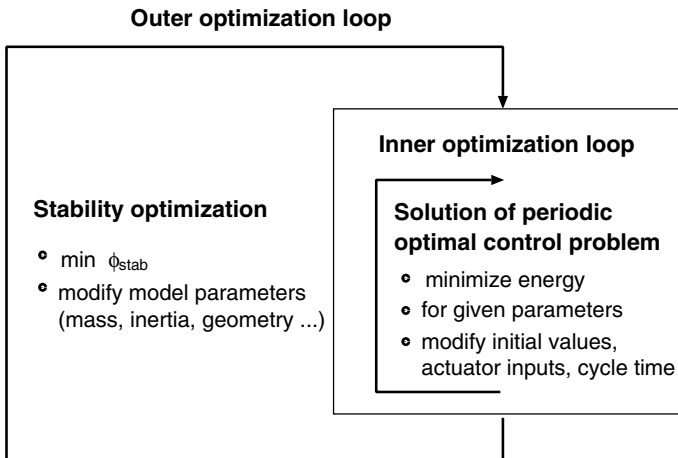 Outer optimization loop
Inner optimization loop
Stability optimization
• min ϕstab
• modify model parameters
(mass, inertia, geometry ...)
Solution of periodic
optimal control problem
• minimize energy
• for given parameters
• modify initial values,
actuator inputs, cycle time